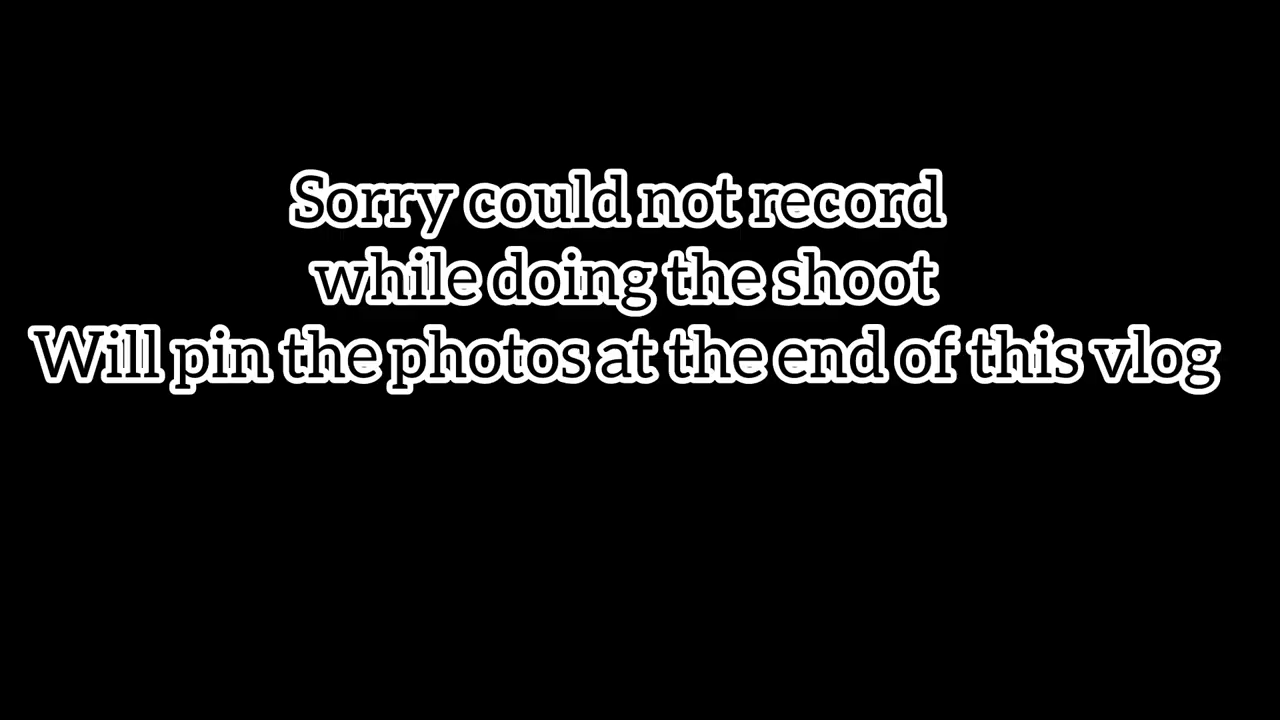 Sorry could not record
while doing the shoot
Will pin the photos at the end of this vlog